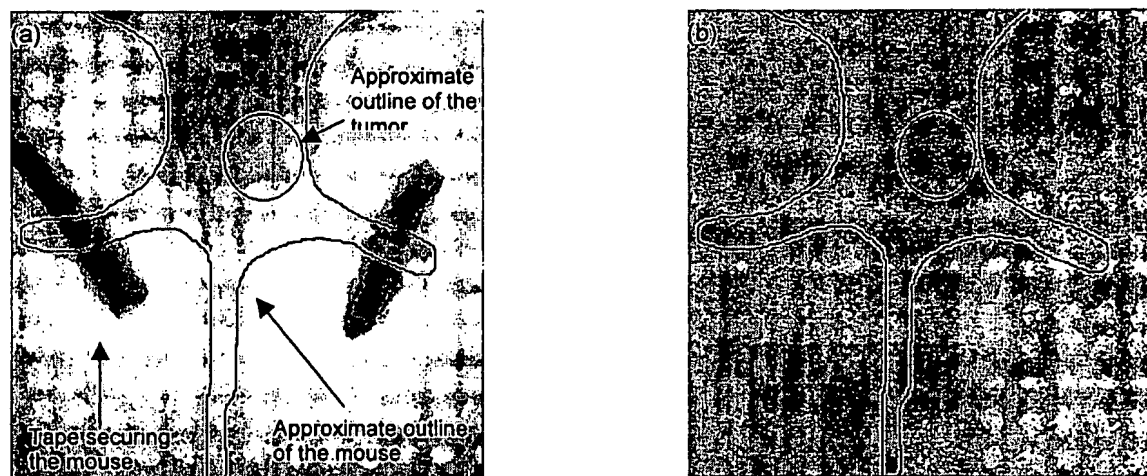 (a)
Approximate
outline of the
tumor
Tape securing
the mouse
Approximate outline
of the mouse
(b)